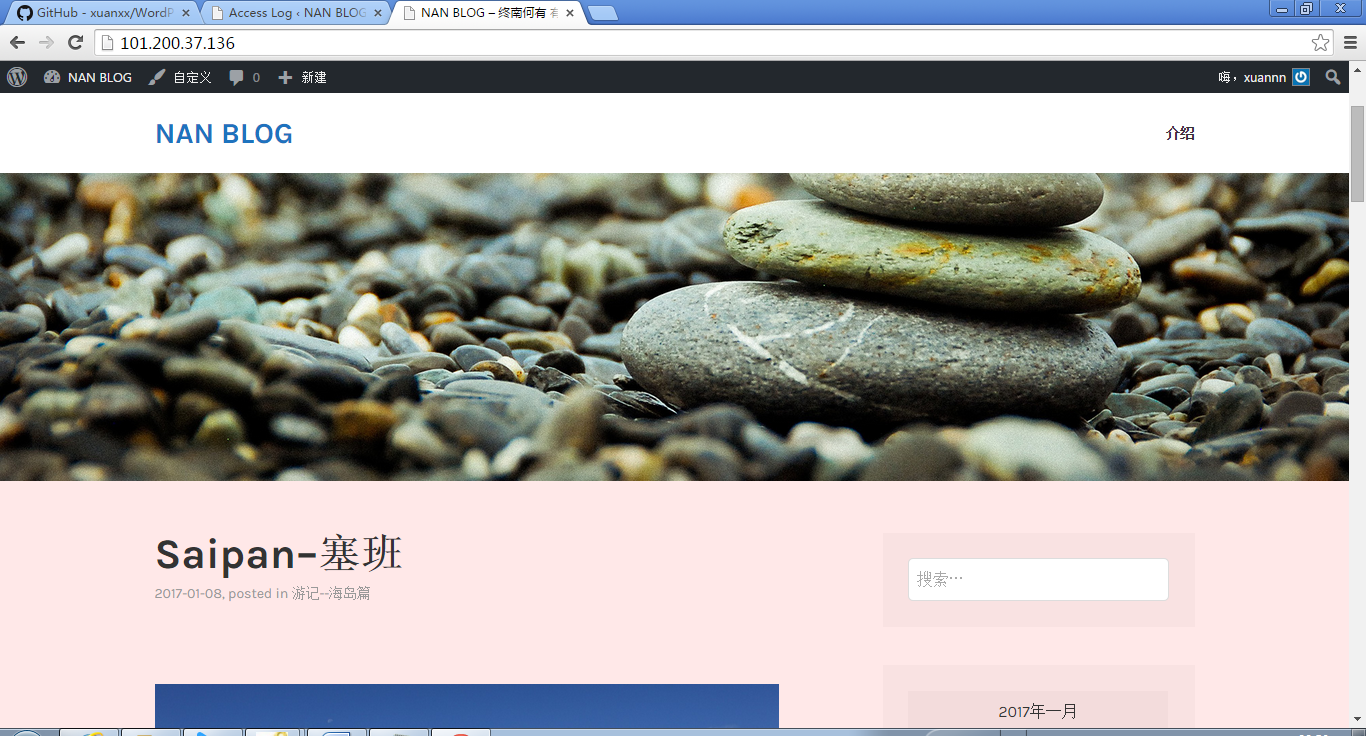 GitHub - xuanxx/WordP
Access Log ‹ NAN BLOG
NAN BLOG – 终南何有 有
101.200.37.136
NAN BLOG
自定义
0
新建
嗨，xuannn
NAN BLOG
介绍
Saipan-塞班
2017-01-08, posted in 游记--海岛篇
搜索…
2017年一月